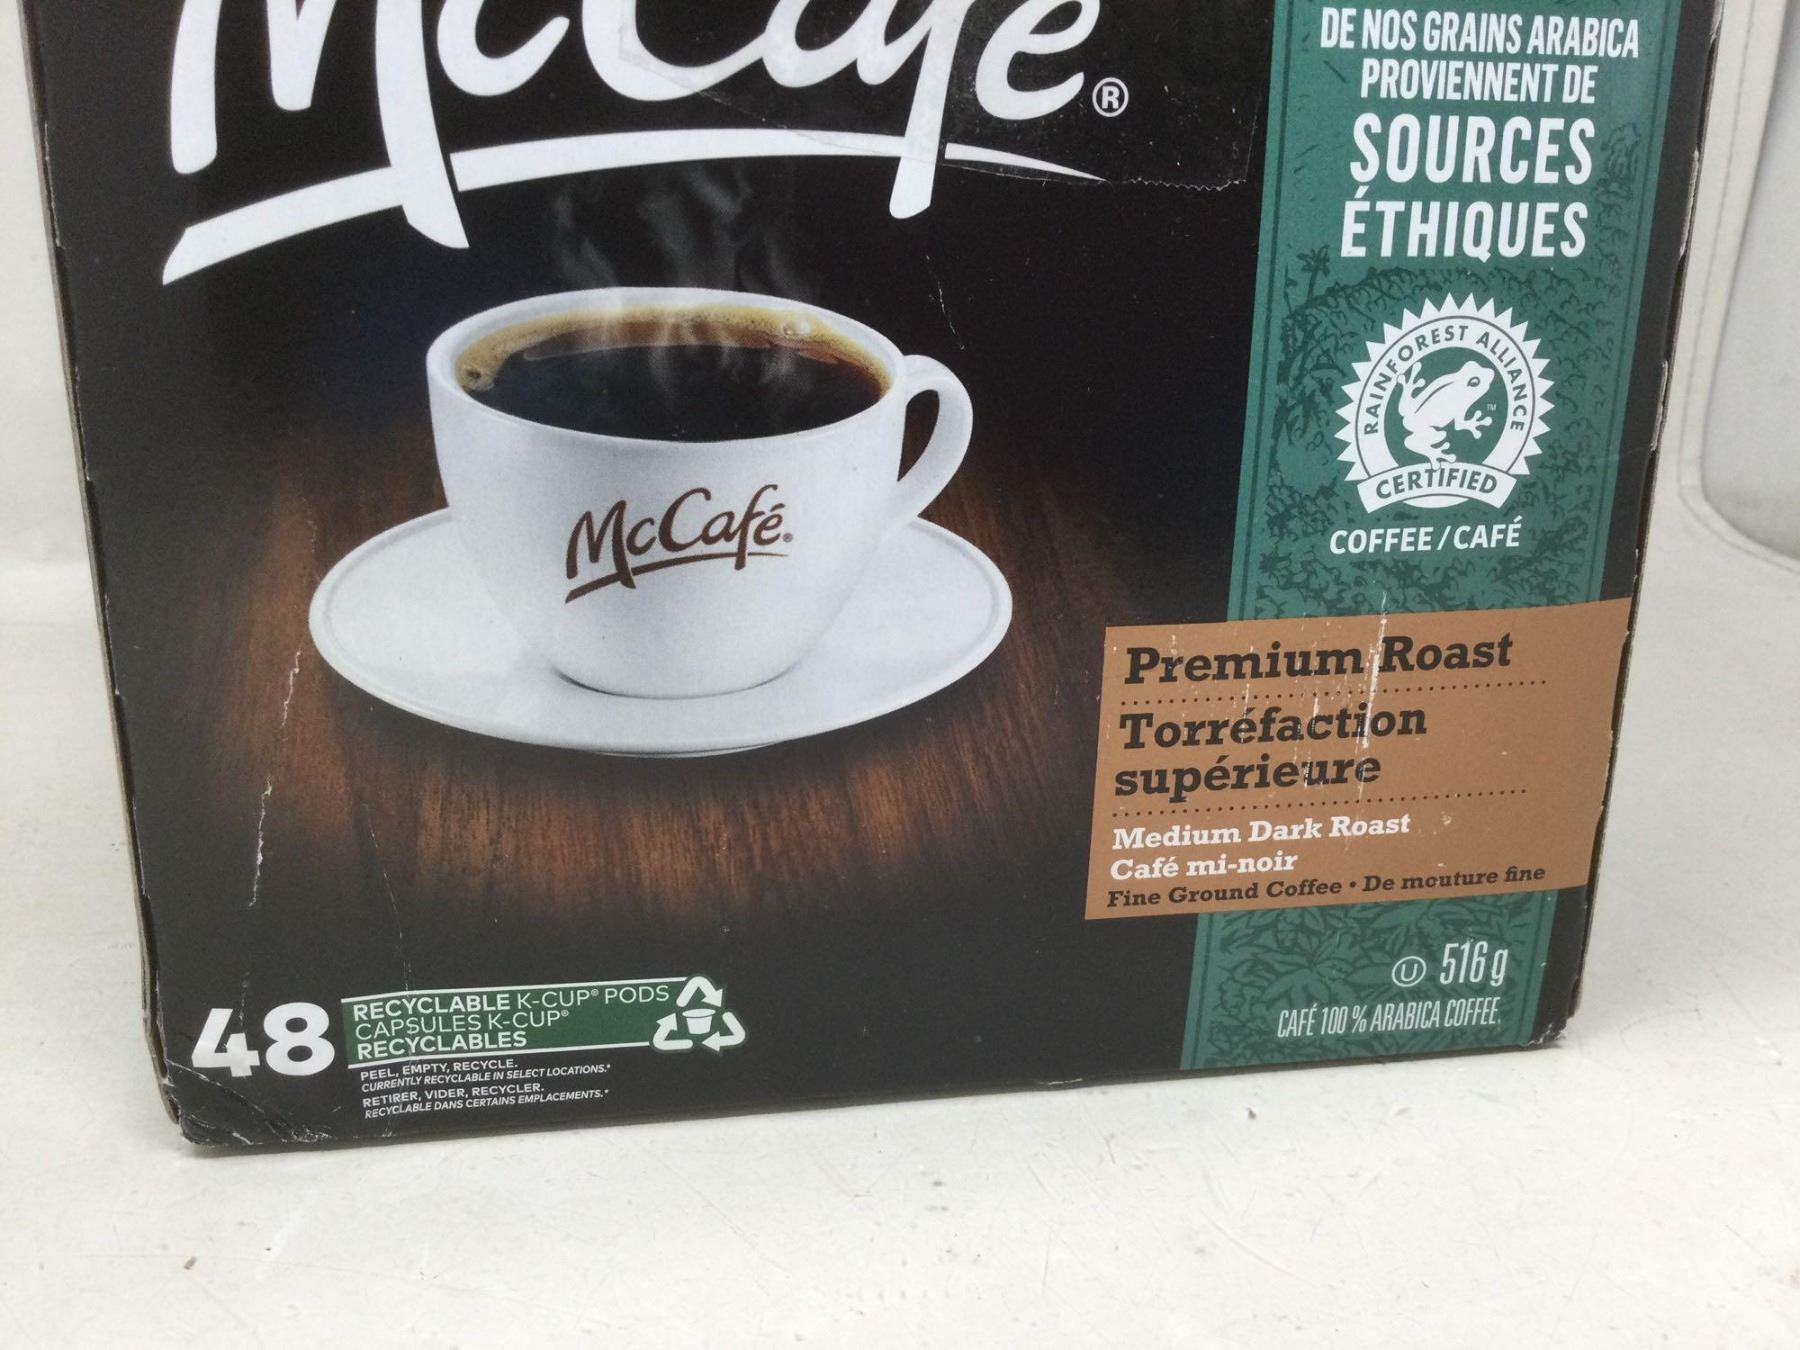 McCafé®
DE NOS GRAINS ARABICA
PROVIENNENT DE
SOURCES
ÉTHIQUES
RAINFOREST ALLIANCE
TM
CERTIFIED
COFFEE / CAFÉ
McCafé®
Premium Roast
Torréfaction
supérieure
Medium Dark Roast
Café mi-noir
Fine Ground Coffee • De mouture fine
U 516 g
CAFÉ 100 % ARABICA COFFEE.
48
RECYCLABLE K-CUP® PODS
CAPSULES K-CUP®
RECYCLABLES
PEEL, EMPTY, RECYCLE.
CURRENTLY RECYCLABLE IN SELECT LOCATIONS.*
RETIRER, VIDER, RECYCLER.
RECYCLABLE DANS CERTAINS EMPLACEMENTS.*